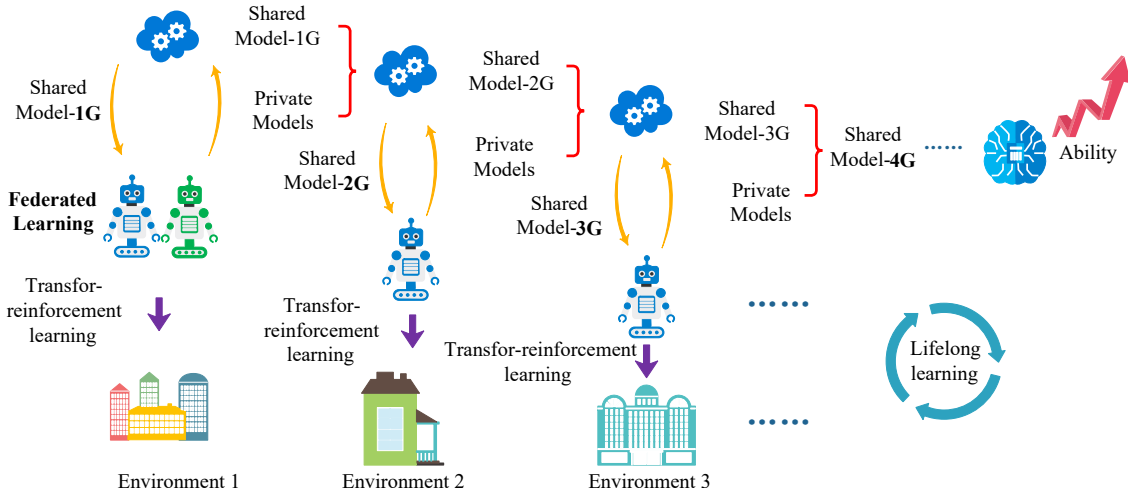 Shared
Model-1G
Shared
Model-1G
Private
Models
Federated
Learning
Transfor-
reinforcement
learning
Environment 1
Shared
Model-2G
Shared
Model-2G
Private
Models
Transfor-
reinforcement
learning
Environment 2
Shared
Model-3G
Shared
Model-3G
Private
Models
Transfor-reinforcement
learning
Environment 3
Shared
Model-4G
......
Ability
......
Lifelong
learning
......